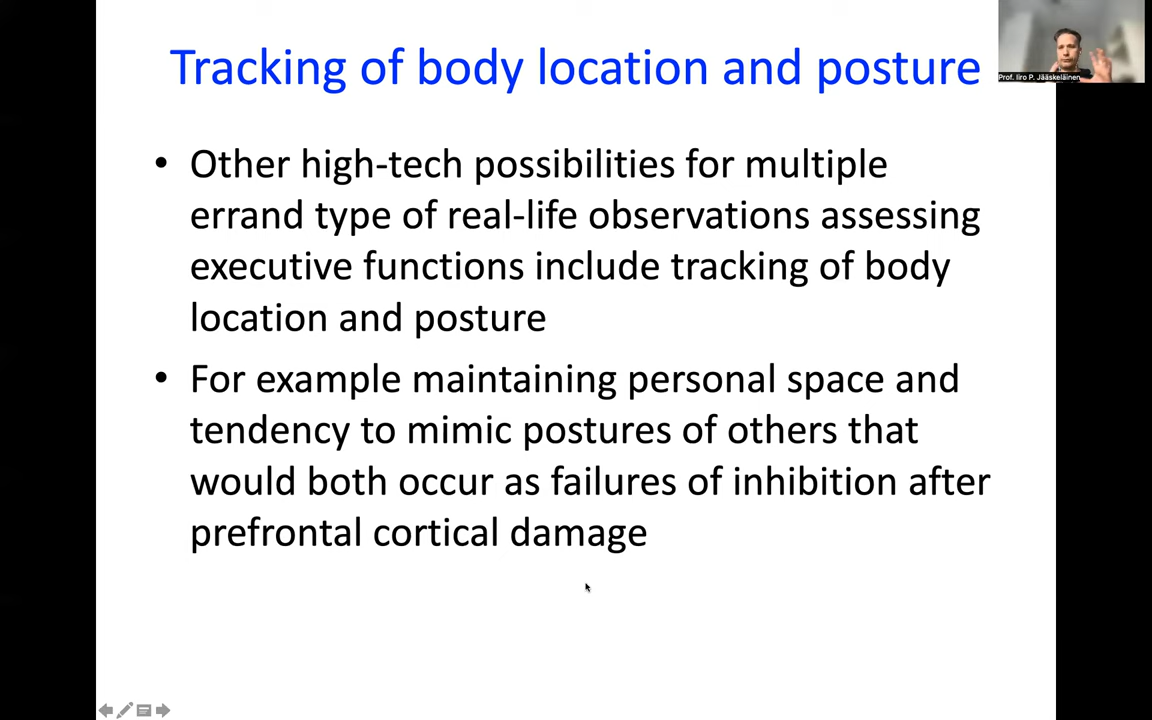 Tracking of body location and posture
Prof. Iiro P. Jääskeläinen
• Other high-tech possibilities for multiple
errand type of real-life observations assessing
executive functions include tracking of body
location and posture
• For example maintaining personal space and
tendency to mimic postures of others that
would both occur as failures of inhibition after
prefrontal cortical damage